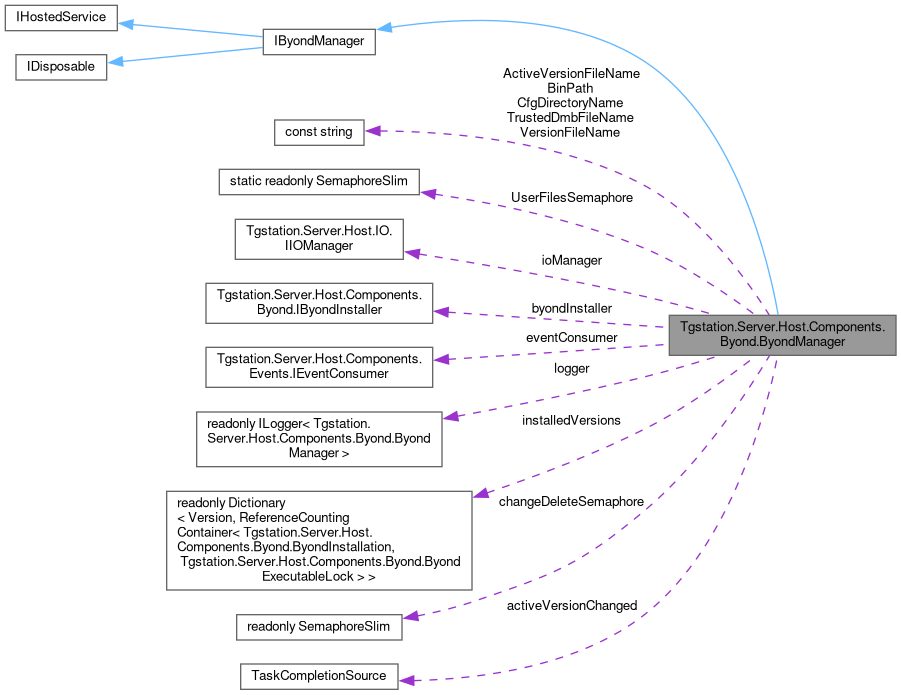 IHostedService
IByondManager
IDisposable
ActiveVersionFileName
BinPath
CfgDirectoryName
TrustedDmbFileName
VersionFileName
const string
static readonly SemaphoreSlim
UserFilesSemaphore
Tgstation.Server.Host.IO.
IIOManager
ioManager
Tgstation.Server.Host.Components.
Byond.IByondInstaller
byondInstaller
Tgstation.Server.Host.Components.
Byond.ByondManager
eventConsumer
Tgstation.Server.Host.Components.
Events.IEventConsumer
logger
readonly ILogger< Tgstation.
Server.Host.Components.Byond.Byond
Manager >
installedVersions
readonly Dictionary
< Version, ReferenceCounting
Container< Tgstation.Server.Host.
Components.Byond.ByondInstallation,
Tgstation.Server.Host.Components.Byond.Byond
ExecutableLock > >
changeDeleteSemaphore
readonly SemaphoreSlim
activeVersionChanged
TaskCompletionSource